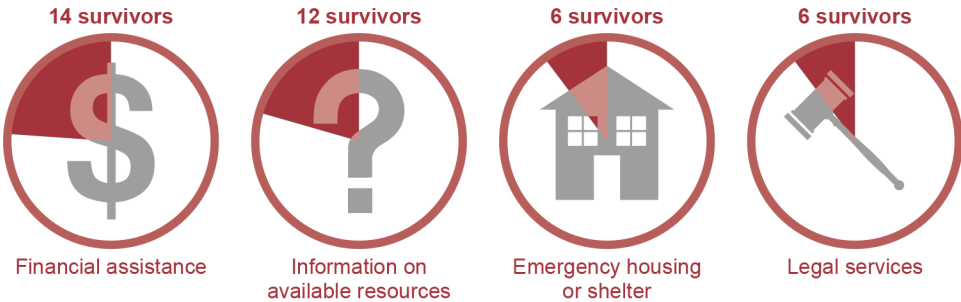 14 survivors
12 survivors
6 survivors
6 survivors
Financial assistance
Information on
available resources
Emergency housing
or shelter
Legal services